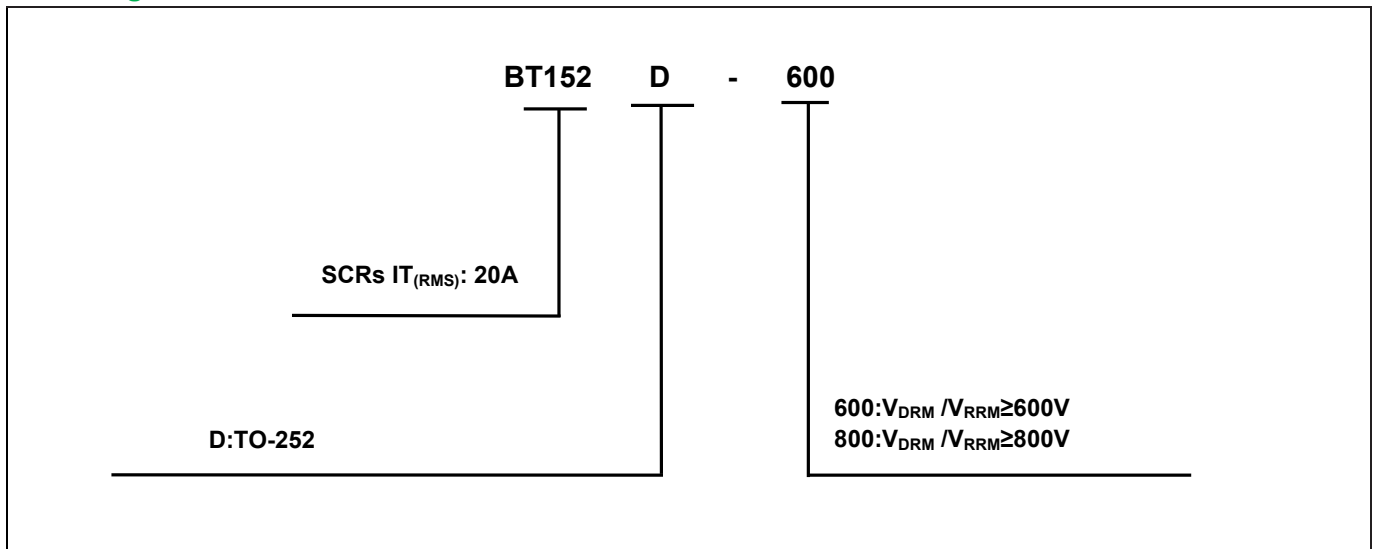 BT152 D - 600
SCRs IT(RMS): 20A
600:VDRM /VRRM≥600V
800:VDRM /VRRM≥800V
D:TO-252